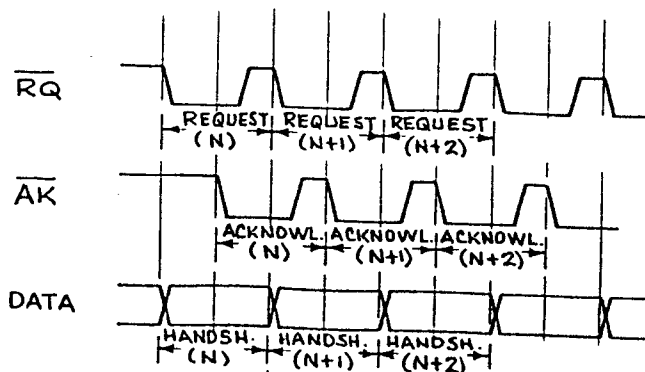 RQ
REQUEST REQUEST REQUEST
(N) (N+1) (N+2)
AK
ACKNOWL. ACKNOWL. ACKNOWL.
(N) (N+1) (N+2)
DATA
HANDSH. HANDSH. HANDSH.
(N) (N+1) (N+2)